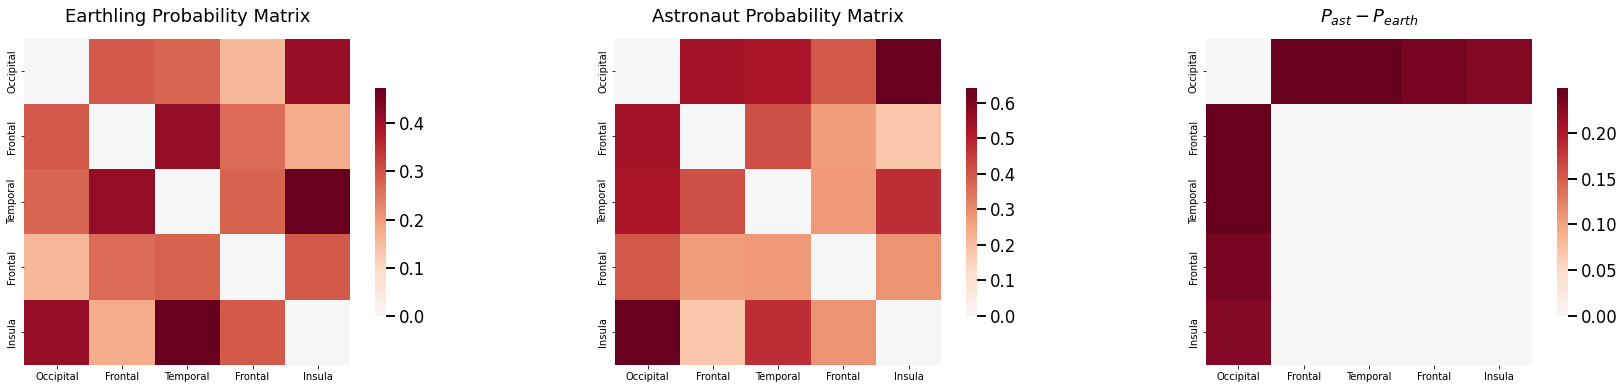 Earthling Probability Matrix
Occipital
Frontal
Temporal
Frontal
Insula
Occipital Frontal Temporal Frontal Insula
0.4
0.3
0.2
0.1
0.0
Astronaut Probability Matrix
Occipital
Frontal
Temporal
Frontal
Insula
Occipital Frontal Temporal Frontal Insula
0.6
0.5
0.4
0.3
0.2
0.1
0.0
P_ast − P_earth
Occipital
Frontal
Temporal
Frontal
Insula
Occipital Frontal Temporal Frontal Insula
0.20
0.15
0.10
0.05
0.00